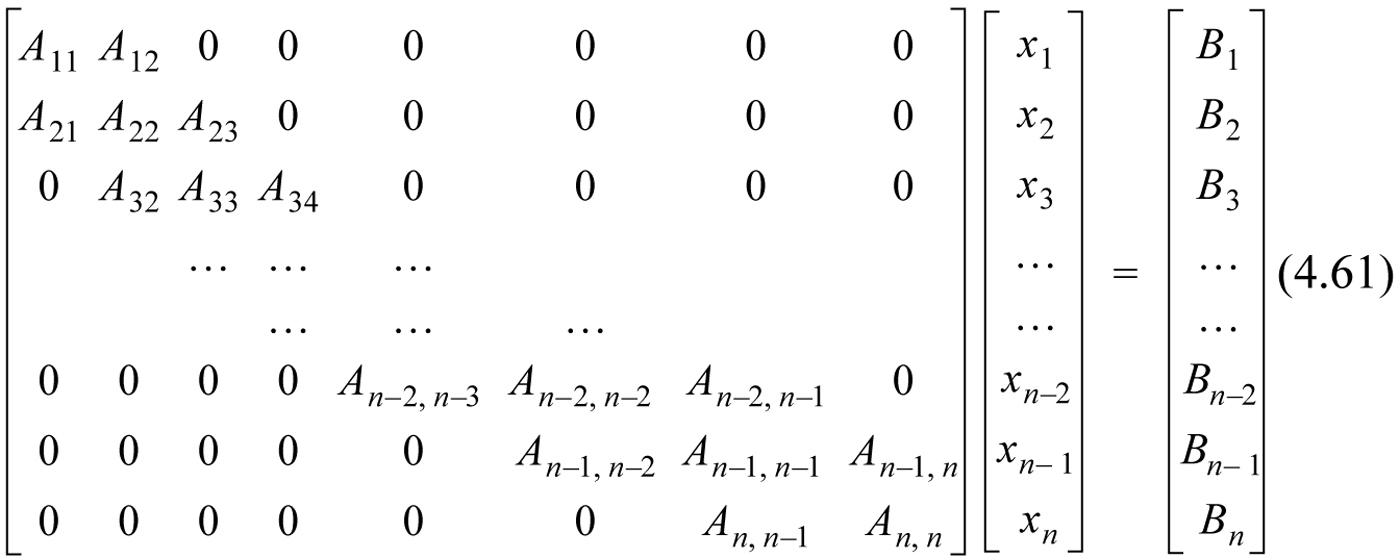 [ A₁₁ A₁₂ 0 0 0 0 0 0 ] [ x₁ ] [ B₁ ]
[ A₂₁ A₂₂ A₂₃ 0 0 0 0 0 ] [ x₂ ] [ B₂ ]
[ 0 A₃₂ A₃₃ A₃₄ 0 0 0 0 ] [ x₃ ] [ B₃ ]
[ … … … ] [ … ] = [ … ] (4.61)
[ … … … ] [ … ] [ … ]
[ 0 0 0 0 Aₙ₋₂, ₙ₋₃ Aₙ₋₂, ₙ₋₂ Aₙ₋₂, ₙ₋₁ 0 ] [ xₙ₋₂ ] [ Bₙ₋₂ ]
[ 0 0 0 0 0 Aₙ₋₁, ₙ₋₂ Aₙ₋₁, ₙ₋₁ Aₙ₋₁, ₙ ] [ xₙ₋₁ ] [ Bₙ₋₁ ]
[ 0 0 0 0 0 0 Aₙ, ₙ₋₁ Aₙ, ₙ ] [ xₙ ] [ Bₙ ]